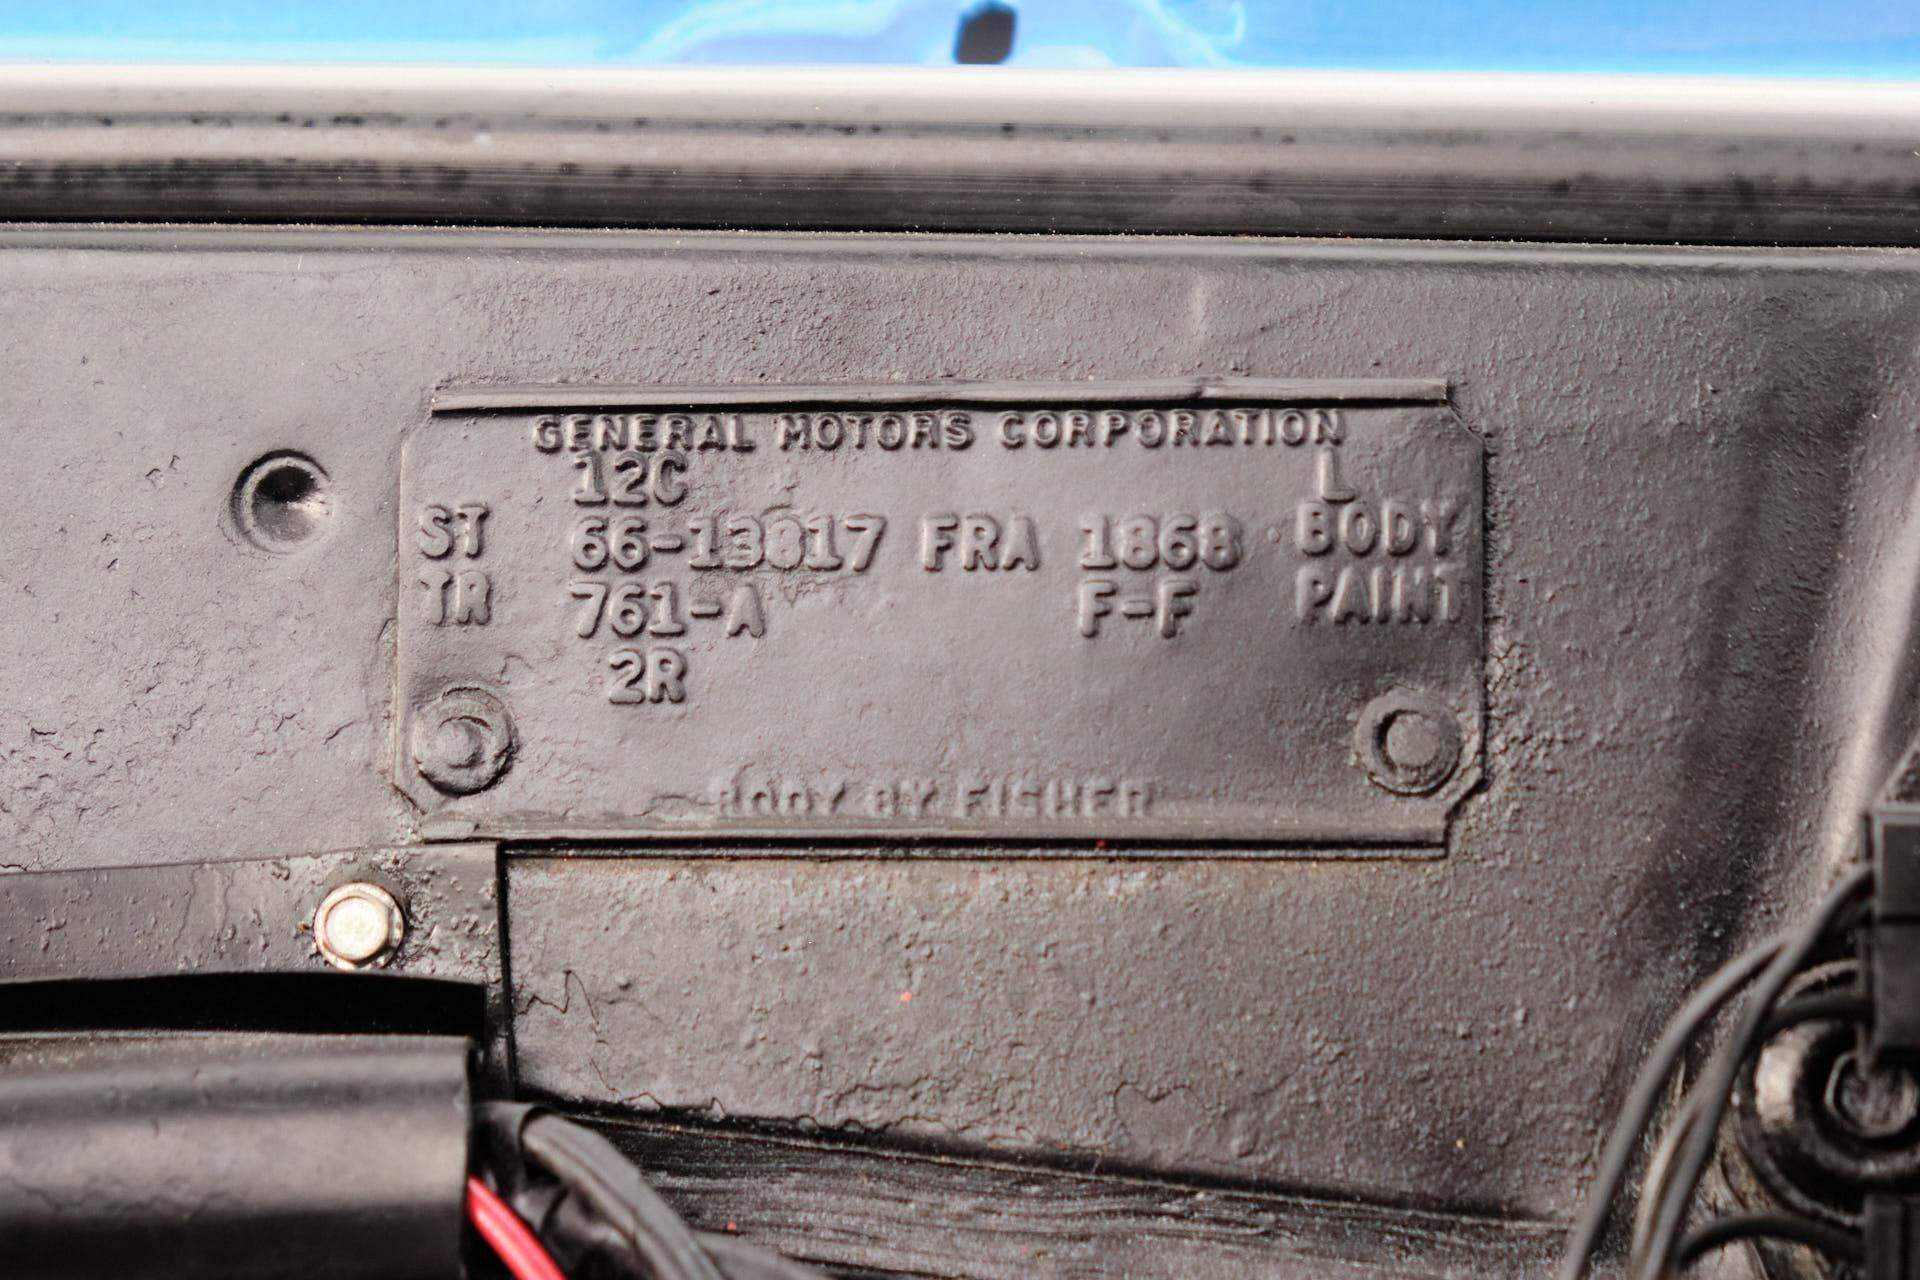 GENERAL MOTORS CORPORATION
12C L
ST 66-13817 FRA 1868 BODY
TR 761-A F-F PAINT
2R
BODY BY FISHER